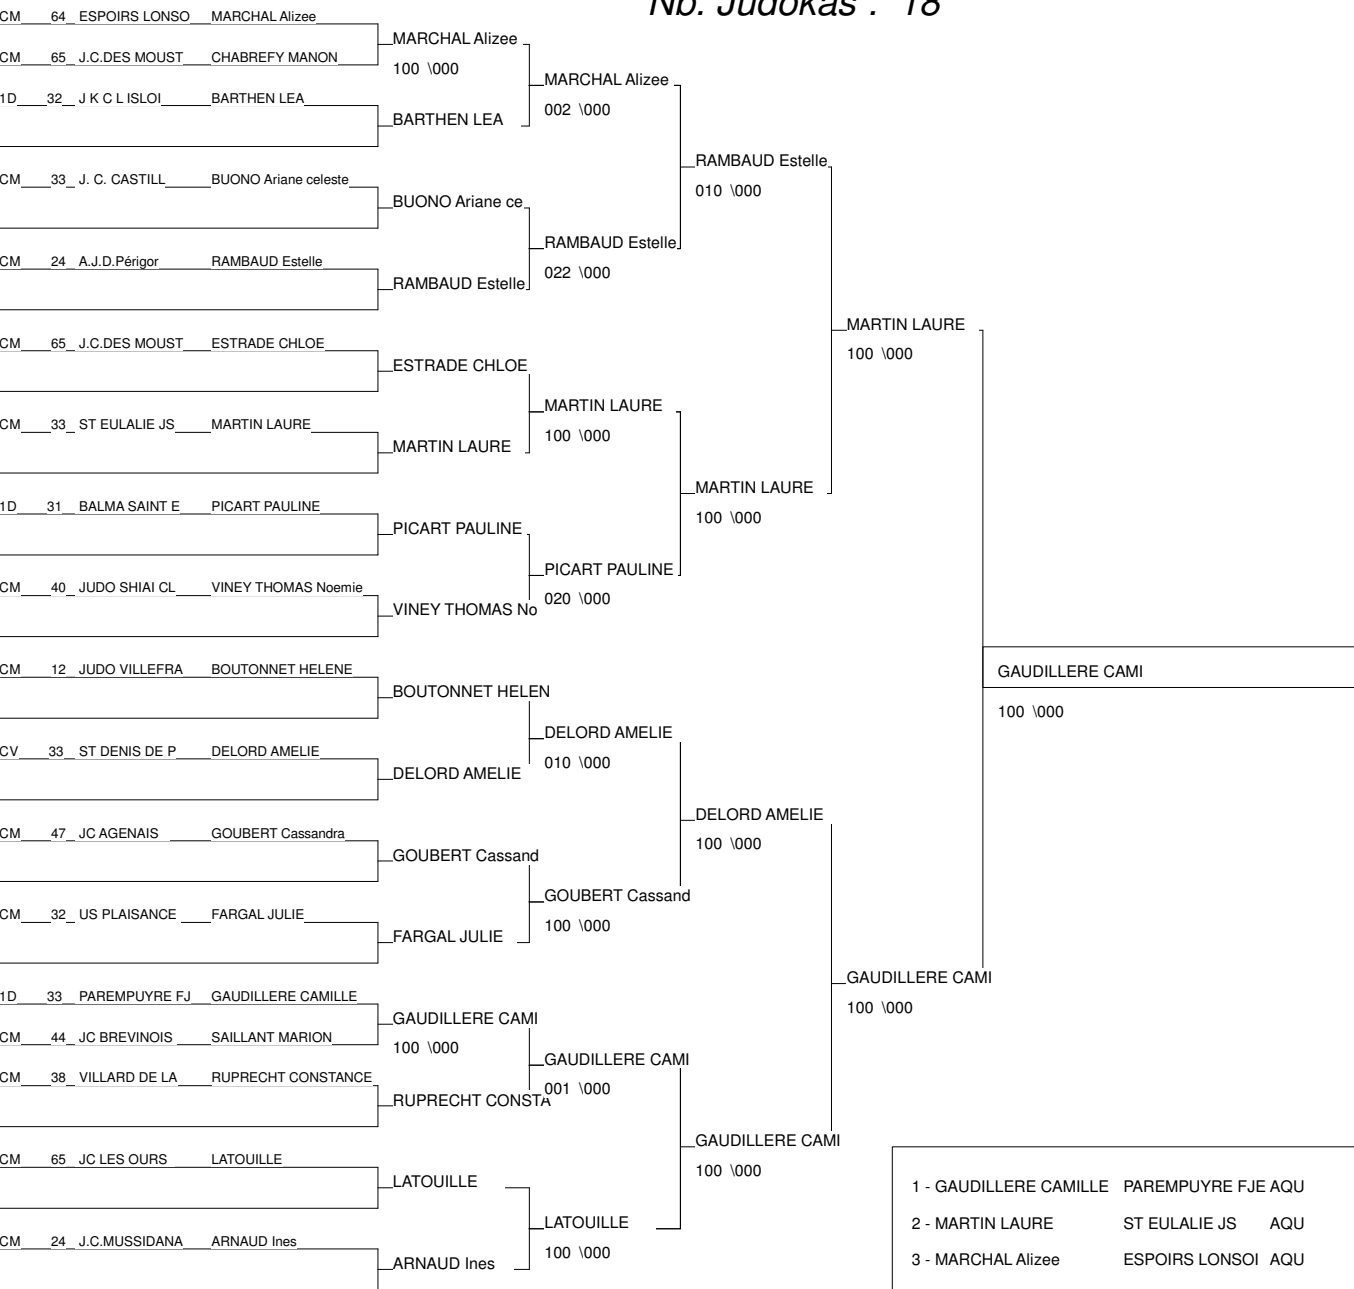 Nb. Judokas : 18
CM 64 ESPOIRS LONSO MARCHAL Alizee
MARCHAL Alizee
CM 65 J.C.DES MOUST CHABREFY MANON
100 \000
MARCHAL Alizee
1D 32 J K C L ISLOI BARTHEN LEA
002 \000
BARTHEN LEA
RAMBAUD Estelle
CM 33 J. C. CASTILL BUONO Ariane celeste
010 \000
BUONO Ariane ce
RAMBAUD Estelle
CM 24 A.J.D.Périgor RAMBAUD Estelle
022 \000
RAMBAUD Estelle
MARTIN LAURE
CM 65 J.C.DES MOUST ESTRADE CHLOE
100 \000
ESTRADE CHLOE
MARTIN LAURE
CM 33 ST EULALIE JS MARTIN LAURE
100 \000
MARTIN LAURE
MARTIN LAURE
1D 31 BALMA SAINT E PICART PAULINE
100 \000
PICART PAULINE
PICART PAULINE
CM 40 JUDO SHIAI CL VINEY THOMAS Noemie
020 \000
VINEY THOMAS No
CM 12 JUDO VILLEFRA BOUTONNET HELENE
GAUDILLERE CAMI
BOUTONNET HELEN
100 \000
DELORD AMELIE
CV 33 ST DENIS DE P DELORD AMELIE
010 \000
DELORD AMELIE
DELORD AMELIE
CM 47 JC AGENAIS GOUBERT Cassandra
100 \000
GOUBERT Cassand
GOUBERT Cassand
CM 32 US PLAISANCE FARGAL JULIE
100 \000
FARGAL JULIE
GAUDILLERE CAMI
1D 33 PAREMPUYRE FJ GAUDILLERE CAMILLE
100 \000
GAUDILLERE CAMI
CM 44 JC BREVINOIS SAILLANT MARION
100 \000
GAUDILLERE CAMI
CM 38 VILLARD DE LA RUPRECHT CONSTANCE
001 \000
RUPRECHT CONSTA
GAUDILLERE CAMI
CM 65 JC LES OURS LATOUILLE
100 \000
LATOUILLE
LATOUILLE
CM 24 J.C.MUSSIDANA ARNAUD Ines
100 \000
ARNAUD Ines
1 - GAUDILLERE CAMILLE PAREMPUYRE FJE AQU
2 - MARTIN LAURE ST EULALIE JS AQU
3 - MARCHAL Alizee ESPOIRS LONSOI AQU